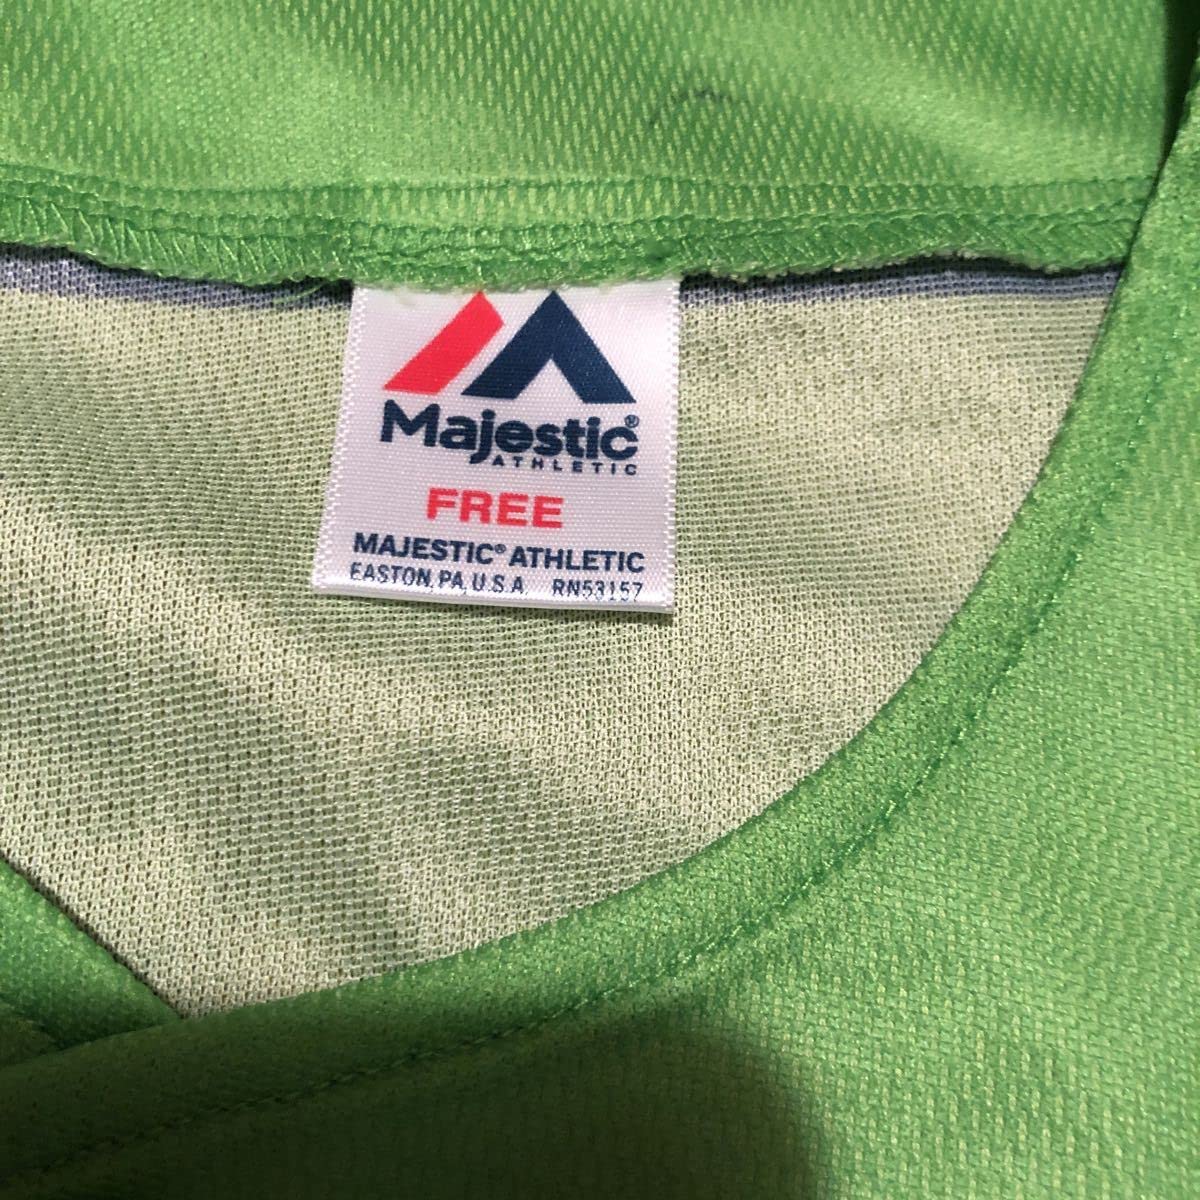 Majestic®
ATHLETIC
FREE
MAJESTIC® ATHLETIC
EASTON, PA, U.S.A. RN53157